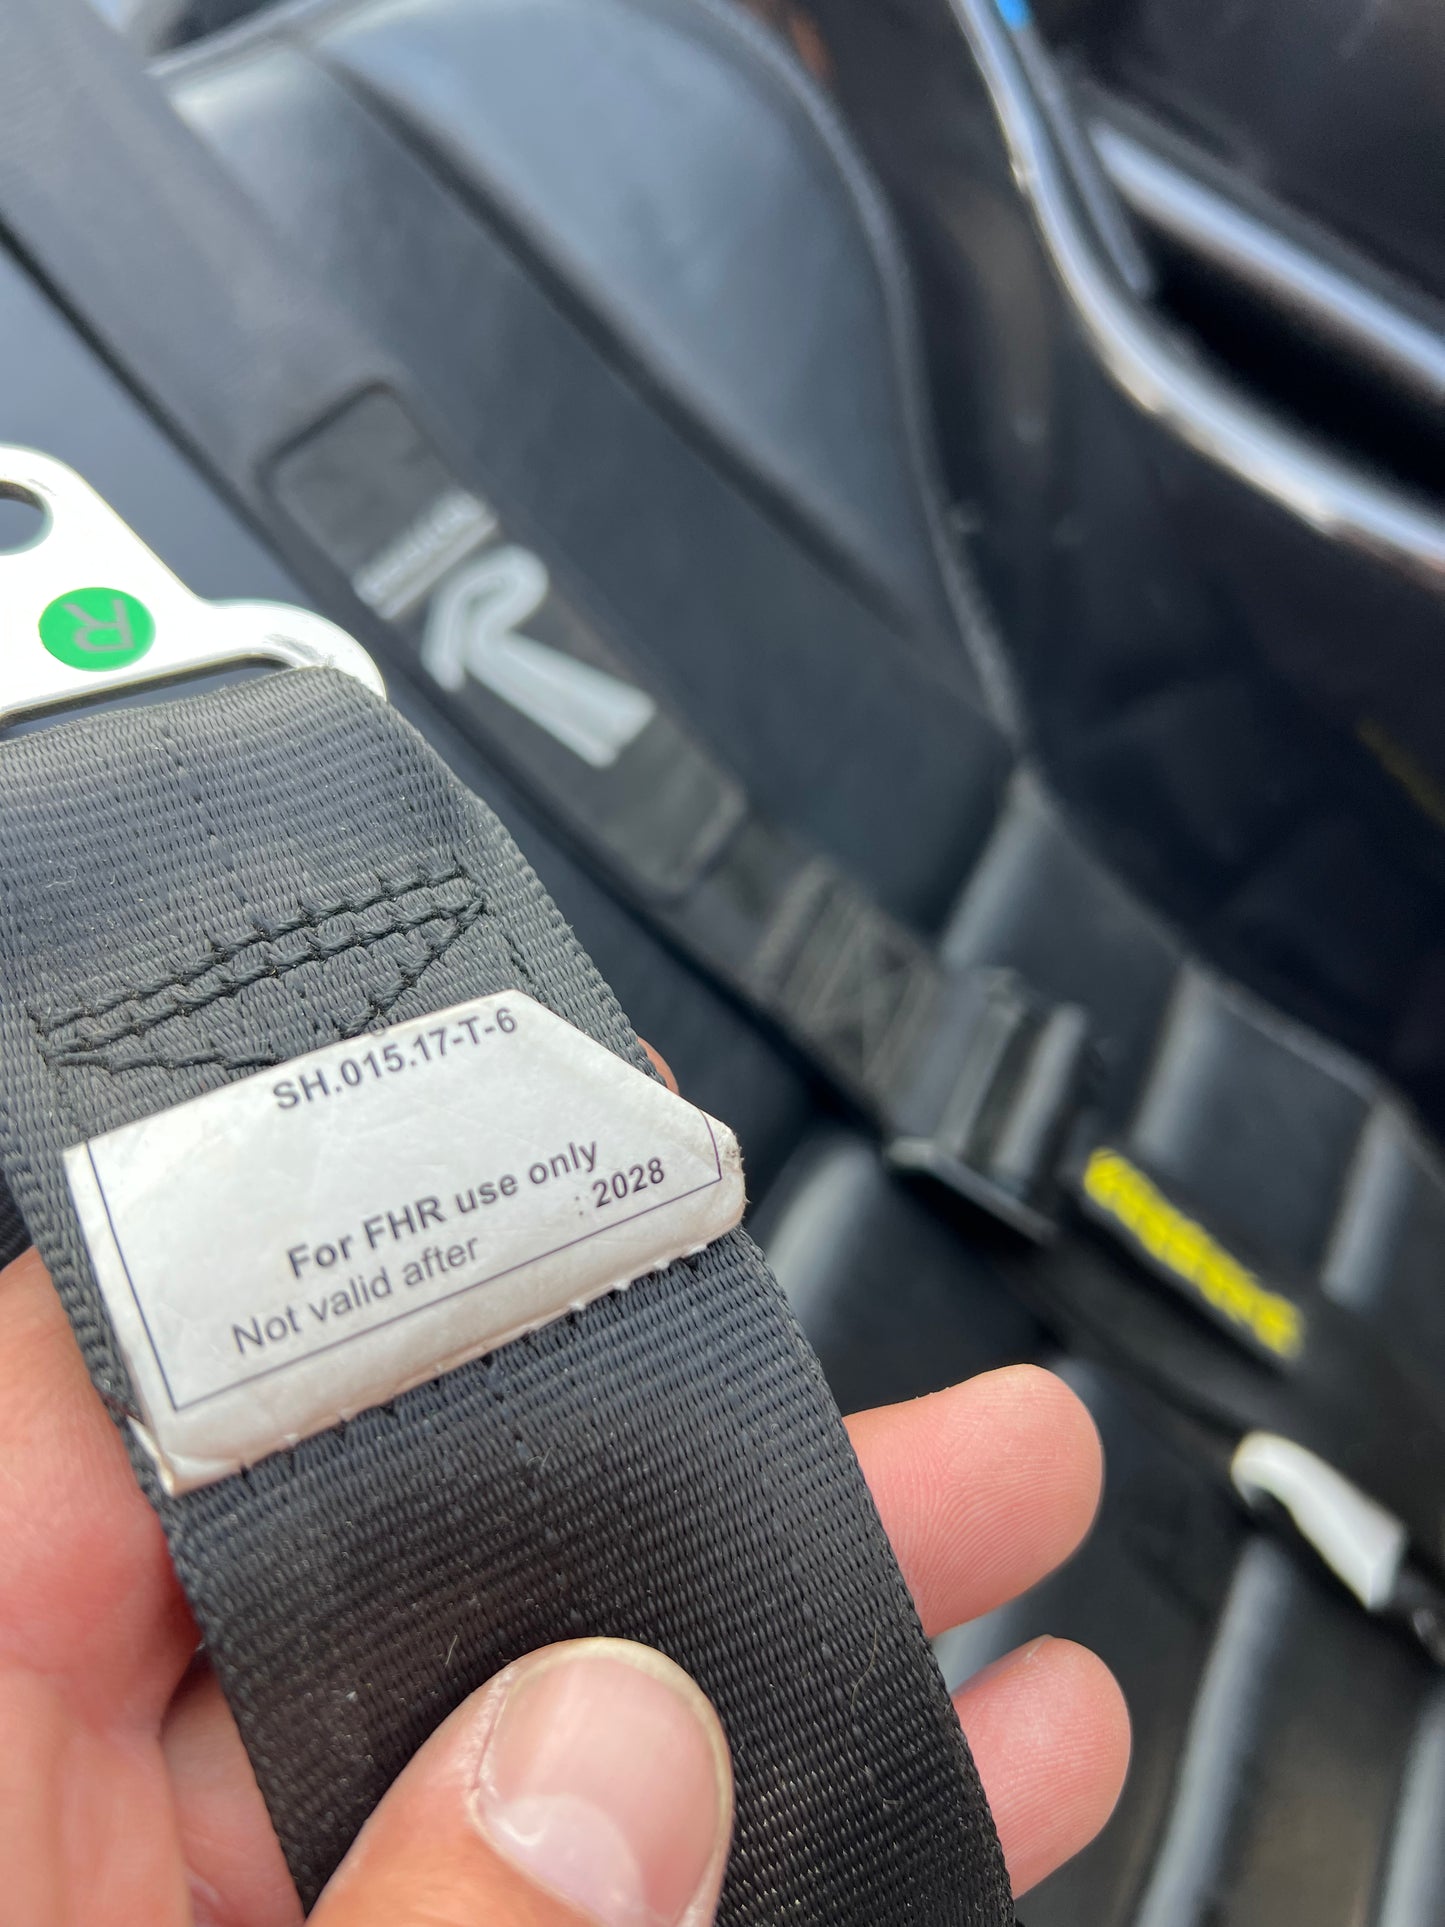 R
SH.015.17-T-6
For FHR use only
Not valid after : 2028